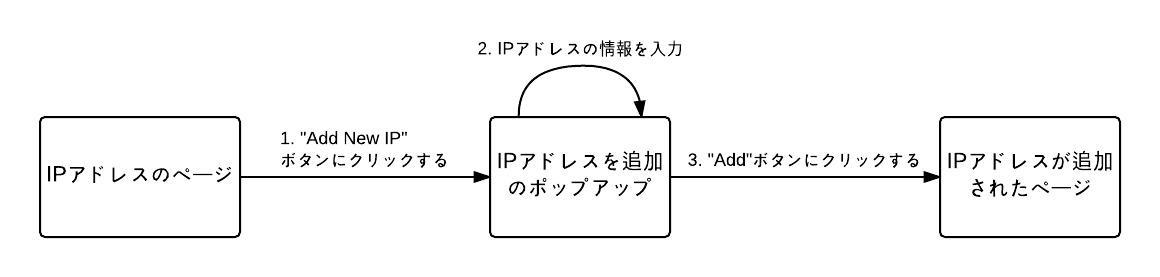 2. IPアドレスの情報を入力
1. "Add New IP"
ボタンにクリックする
IPアドレスのページ
IPアドレスを追加
のポップアップ
3. "Add"ボタンにクリックする
IPアドレスが追加
されたページ